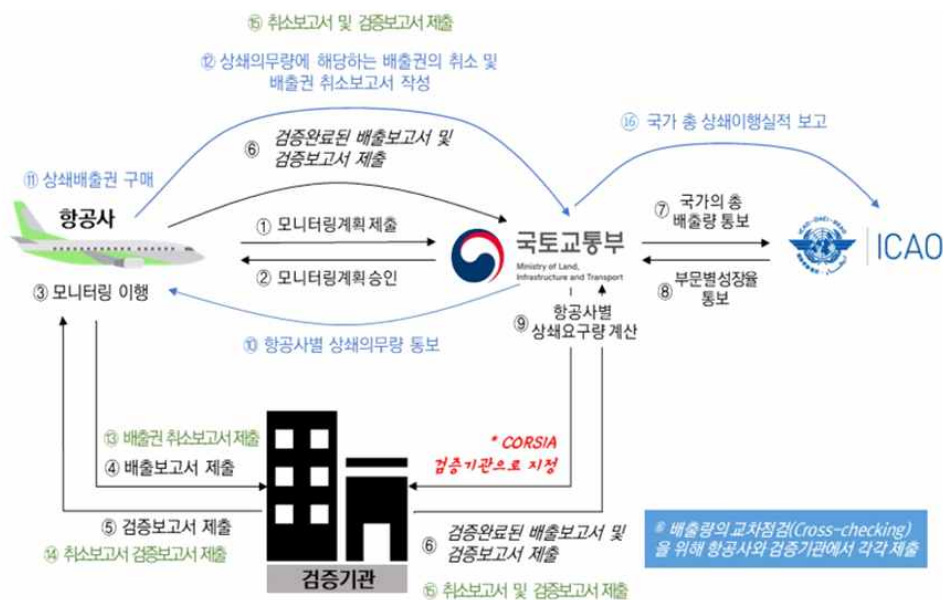 ⑮ 취소보고서 및 검증보고서 제출
⑫ 상쇄의무량에 해당하는 배출권의 취소 및
배출권 취소보고서 작성
⑥ 검증완료된 배출보고서 및
검증보고서 제출
⑯ 국가 총 상쇄이행실적 보고
⑪ 상쇄배출권 구매
항공사
① 모니터링계획 제출
② 모니터링계획 승인
③ 모니터링 이행
국토교통부
Ministry of Land,
Infrastructure and Transport
⑦ 국가의 총
배출량 통보
ICAO
⑧ 부문별성장율
통보
⑨ 항공사별
상쇄요구량 계산
⑩ 항공사별 상쇄의무량 통보
⑬ 배출권 취소보고서 제출
④ 배출보고서 제출
* CORSIA
검증기관으로 지정
⑤ 검증보고서 제출
⑭ 취소보고서 검증보고서 제출
검증기관
⑥ 검증완료된 배출보고서 및
검증보고서 제출
⑮ 취소보고서 및 검증보고서 제출
⑥ 배출량의 교차점검(Cross-checking)
을 위해 항공사와 검증기관에서 각각 제출